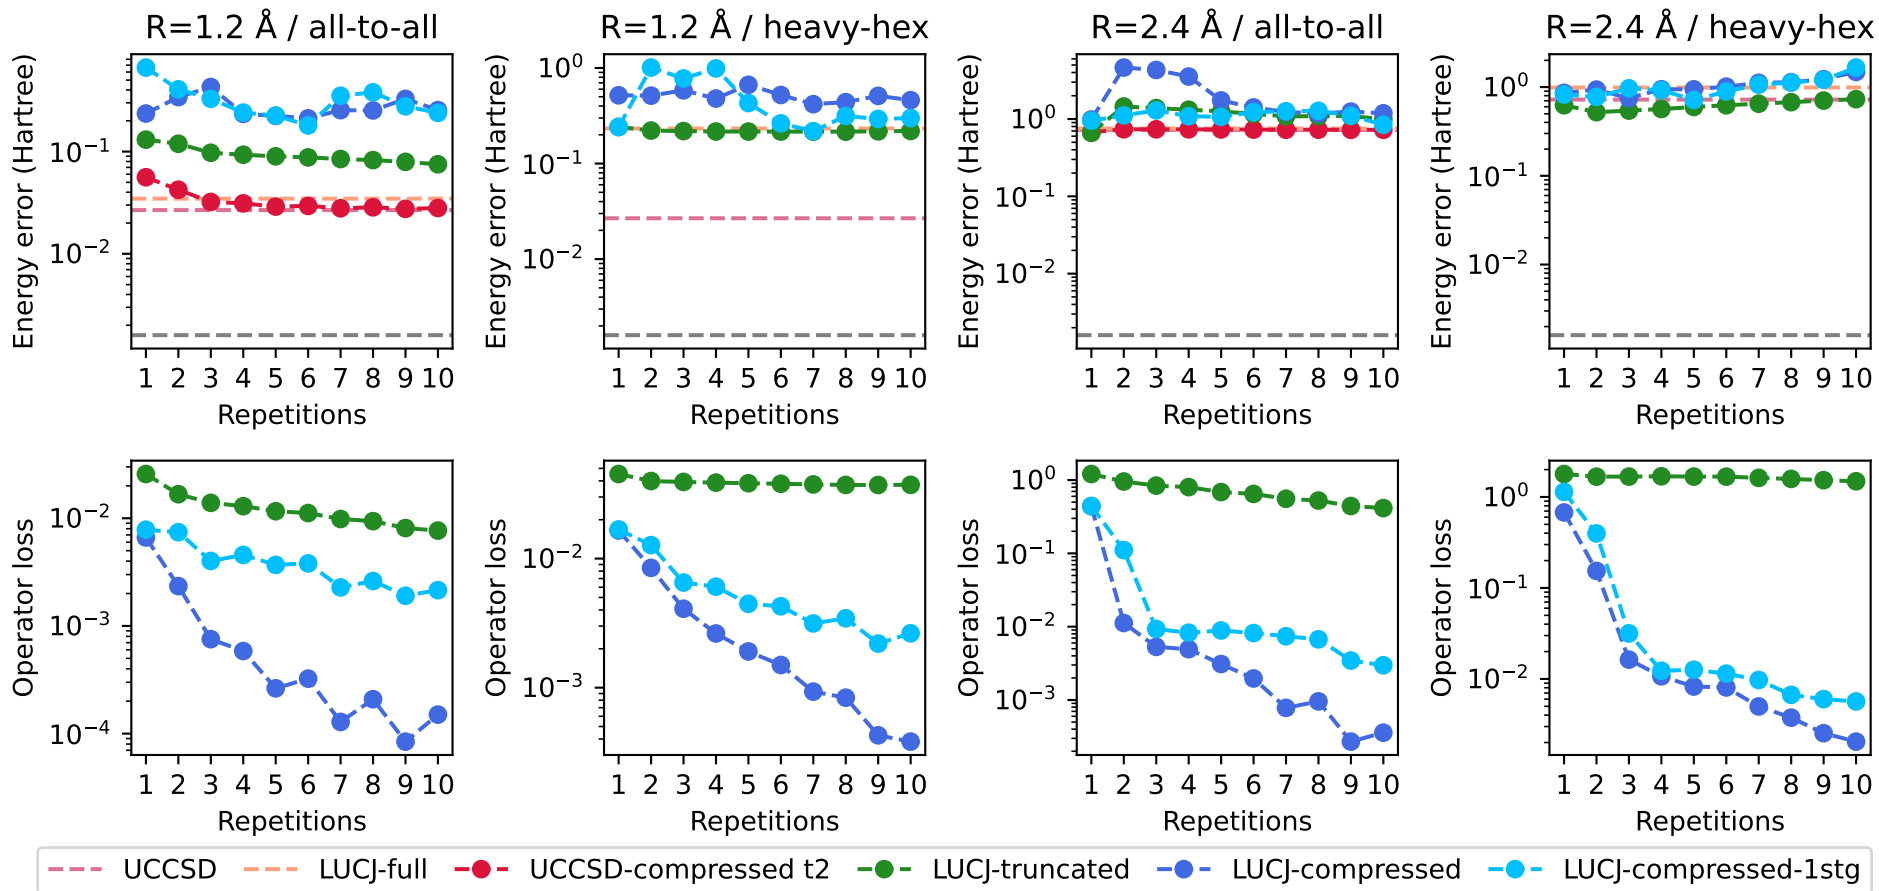 R=1.2 Å / all-to-all
R=1.2 Å / heavy-hex
R=2.4 Å / all-to-all
R=2.4 Å / heavy-hex
Energy error (Hartree)
10⁻¹
10⁻²
1 2 3 4 5 6 7 8 9 10
Repetitions
Energy error (Hartree)
10⁰
10⁻¹
10⁻²
1 2 3 4 5 6 7 8 9 10
Repetitions
Energy error (Hartree)
10⁰
10⁻¹
10⁻²
1 2 3 4 5 6 7 8 9 10
Repetitions
Energy error (Hartree)
10⁰
10⁻¹
10⁻²
1 2 3 4 5 6 7 8 9 10
Repetitions
Operator loss
10⁻²
10⁻³
10⁻⁴
1 2 3 4 5 6 7 8 9 10
Repetitions
Operator loss
10⁻²
10⁻³
1 2 3 4 5 6 7 8 9 10
Repetitions
Operator loss
10⁰
10⁻¹
10⁻²
10⁻³
1 2 3 4 5 6 7 8 9 10
Repetitions
Operator loss
10⁰
10⁻¹
10⁻²
1 2 3 4 5 6 7 8 9 10
Repetitions
UCCSD LUCJ-full UCCSD-compressed t2 LUCJ-truncated LUCJ-compressed LUCJ-compressed-1stg